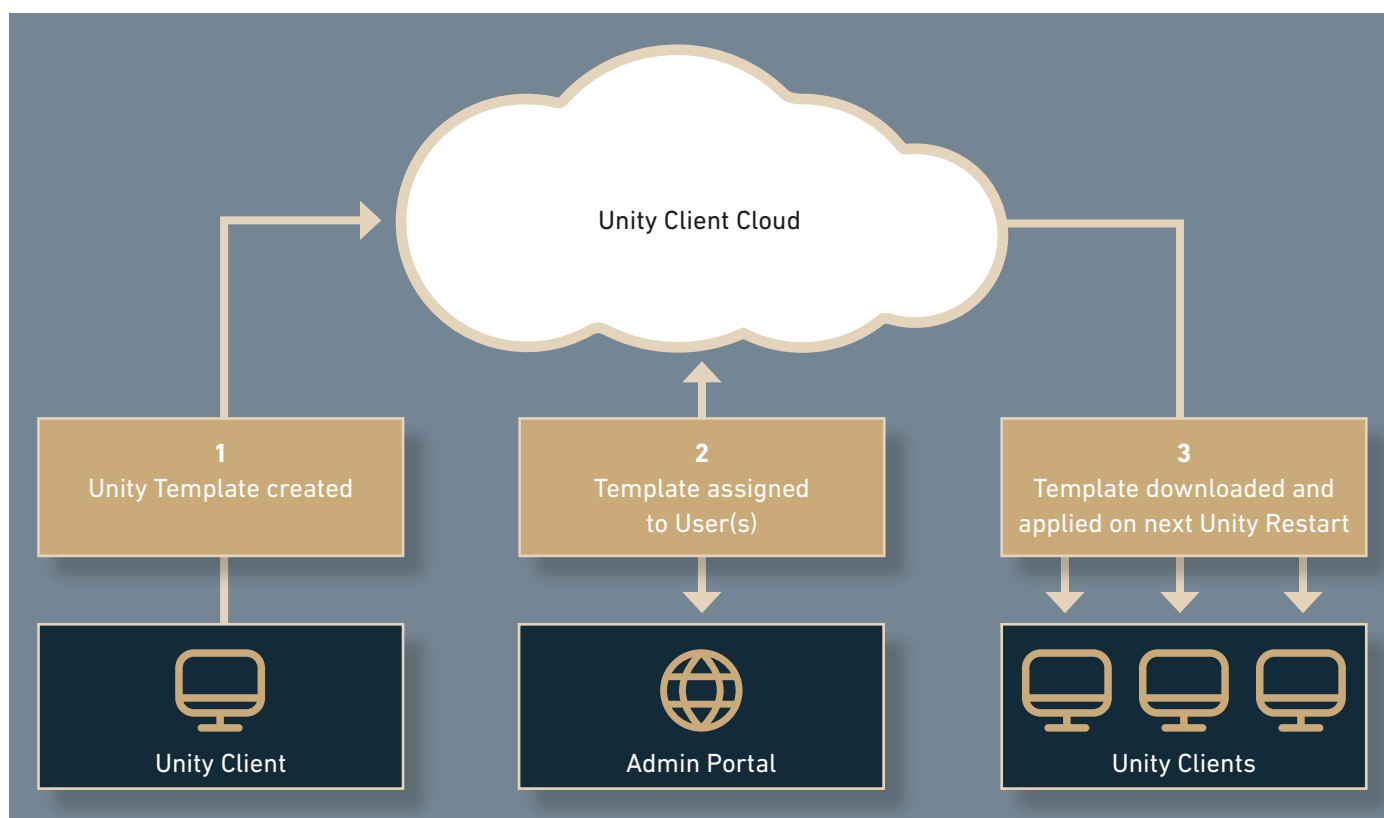 Unity Client Cloud
1
Unity Template created
2
Template assigned
to User(s)
3
Template downloaded and
applied on next Unity Restart
Unity Client
Admin Portal
Unity Clients